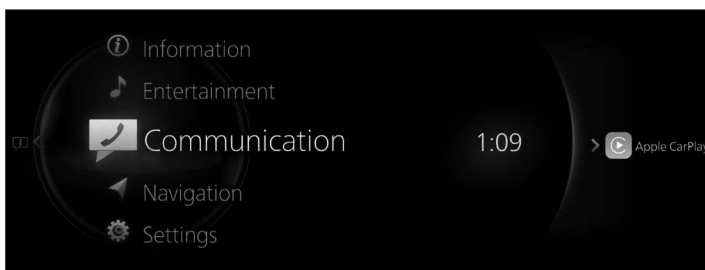 Information
Entertainment
Communication
1:09
Apple CarPlay
Navigation
Settings